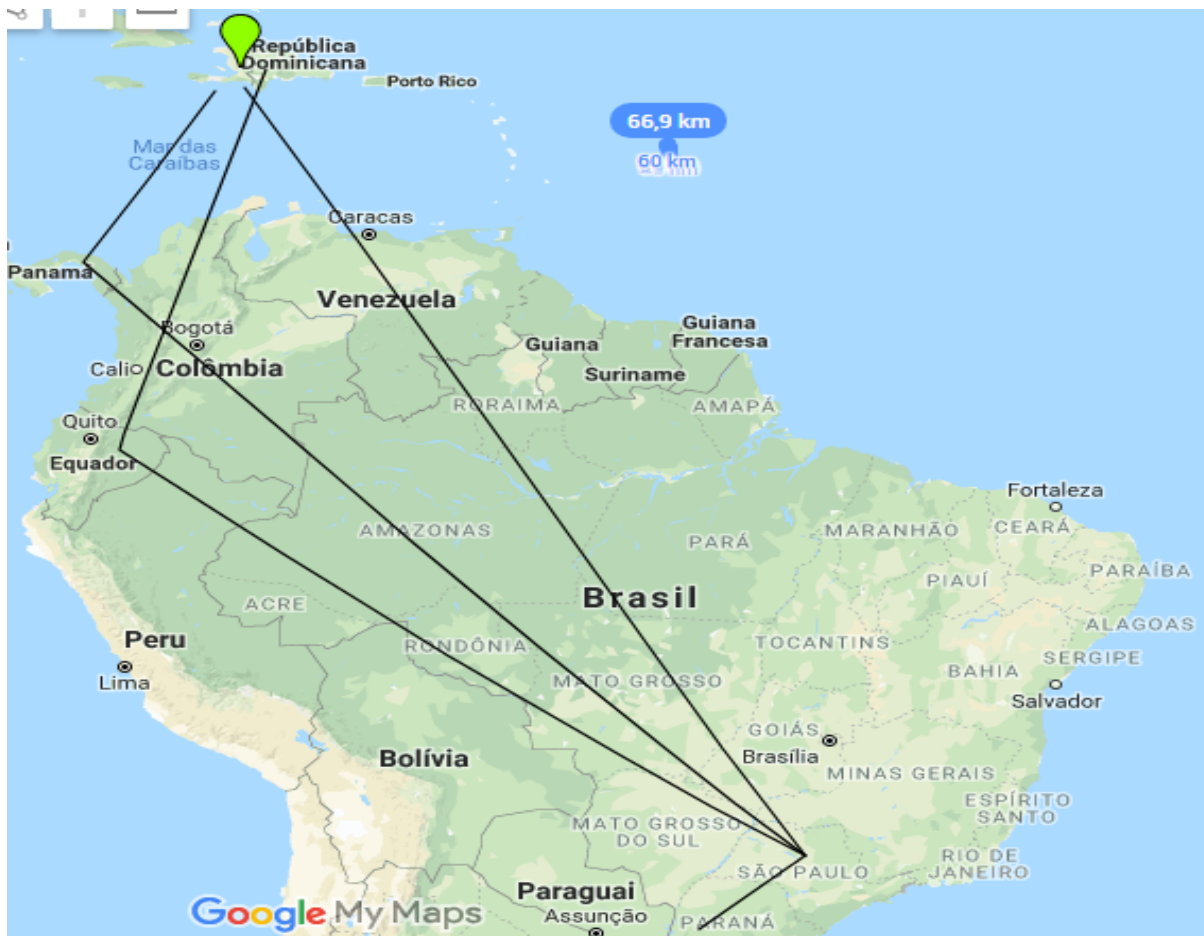 República
Dominicana
Porto Rico
66,9 km
60 km
Mar das
Caraíbas
Caracas
Panamá
Venezuela
Bogotá
Guiana
Guiana
Francesa
Cali
Colômbia
Suriname
RORAIMA
AMAPÁ
Quito
Equador
Fortaleza
AMAZONAS
PARÁ
MARANHÃO
CEARÁ
PARAÍBA
PIAUÍ
Brasil
ACRE
ALAGOAS
Peru
RONDÔNIA
TOCANTINS
SERGIPE
Lima
MATO GROSSO
BAHIA
Salvador
GOIÁS
Brasília
Bolívia
MINAS GERAIS
ESPÍRITO
SANTO
MATO GROSSO
DO SUL
RIO DE
JANEIRO
SÃO PAULO
Paraguai
Assunção
PARANÁ
Google My Maps